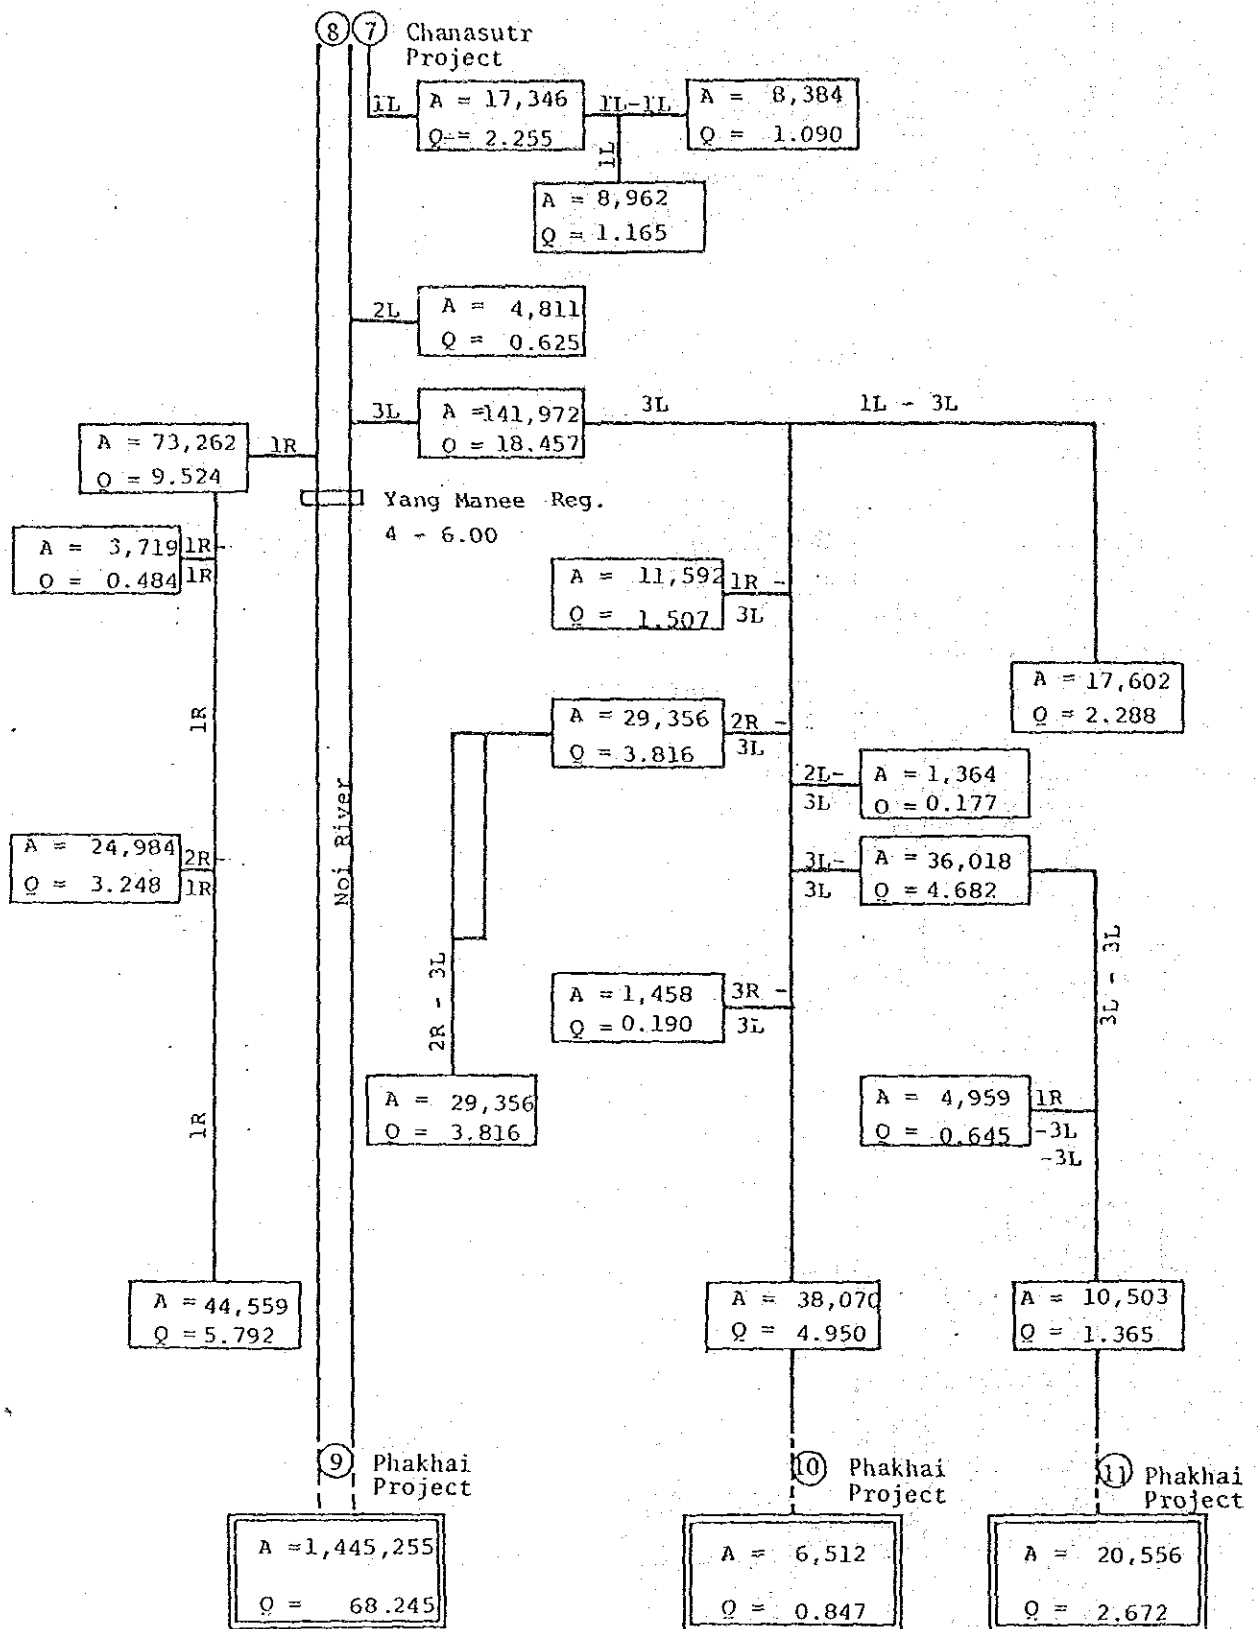 8 7 Chanasutr
Project
1L
A = 17,346
Q = 2.255
1L-1L
A = 8,384
Q = 1.090
1L
A = 8,962
Q = 1.165
2L
A = 4,811
Q = 0.625
3L
A = 141,972
Q = 18.457
3L
1L - 3L
A = 73,262
Q = 9.524
1R
Yang Manee Reg.
4 - 6.00
A = 3,719
Q = 0.484
1R -
1R
A = 11,592
Q = 1.507
1R -
3L
A = 17,602
Q = 2.288
1R
A = 29,356
Q = 3.816
2R -
3L
2L-
3L
A = 1,364
Q = 0.177
Noi River
A = 24,984
Q = 3.248
2R -
1R
3L-
3L
A = 36,018
Q = 4.682
3L - 3L
2R - 3L
A = 1,458
Q = 0.190
3R -
3L
A = 29,356
Q = 3.816
1R
A = 4,959
Q = 0.645
1R
-3L
-3L
A = 44,559
Q = 5.792
A = 38,070
Q = 4.950
A = 10,503
Q = 1.365
9 Phakhai
Project
10 Phakhai
Project
11 Phakhai
Project
A = 1,445,255
Q = 68.245
A = 6,512
Q = 0.847
A = 20,556
Q = 2.672